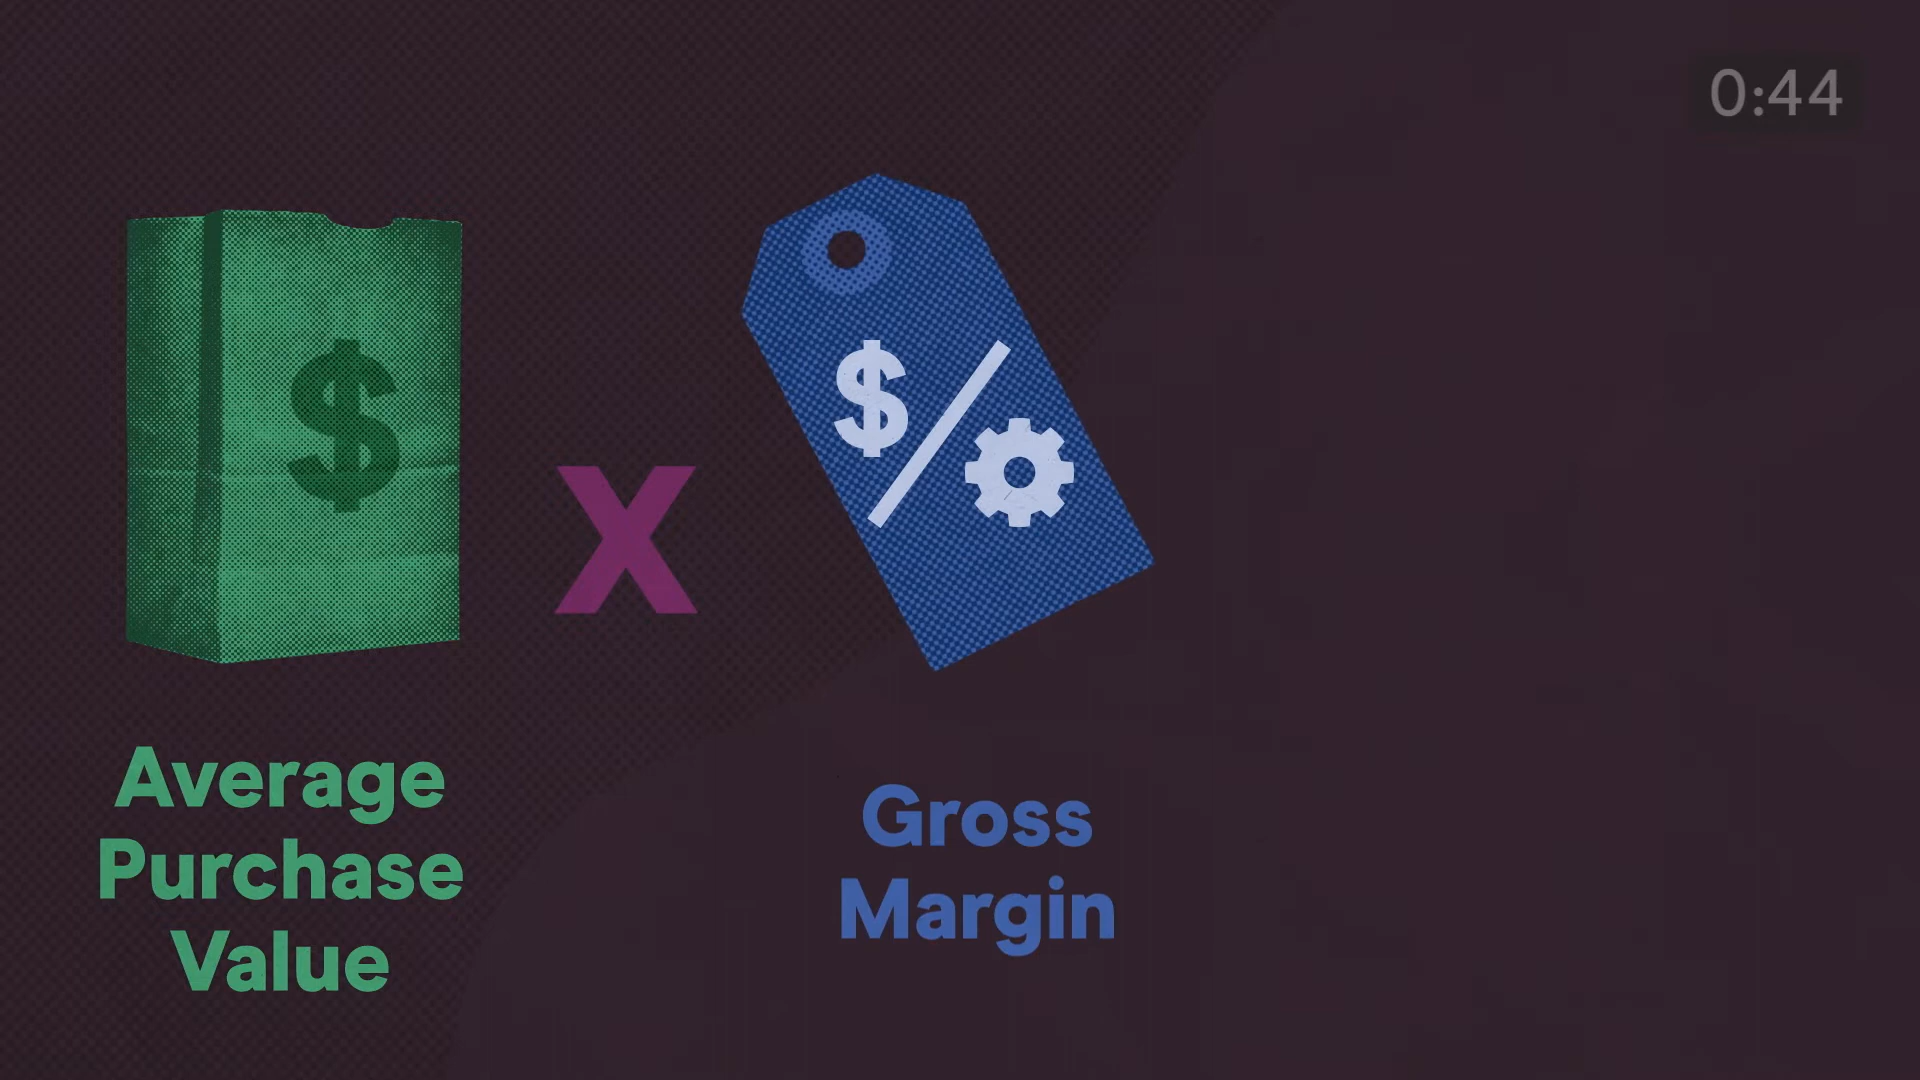 0:44
$
X
$/
Average
Purchase
Value
Gross
Margin